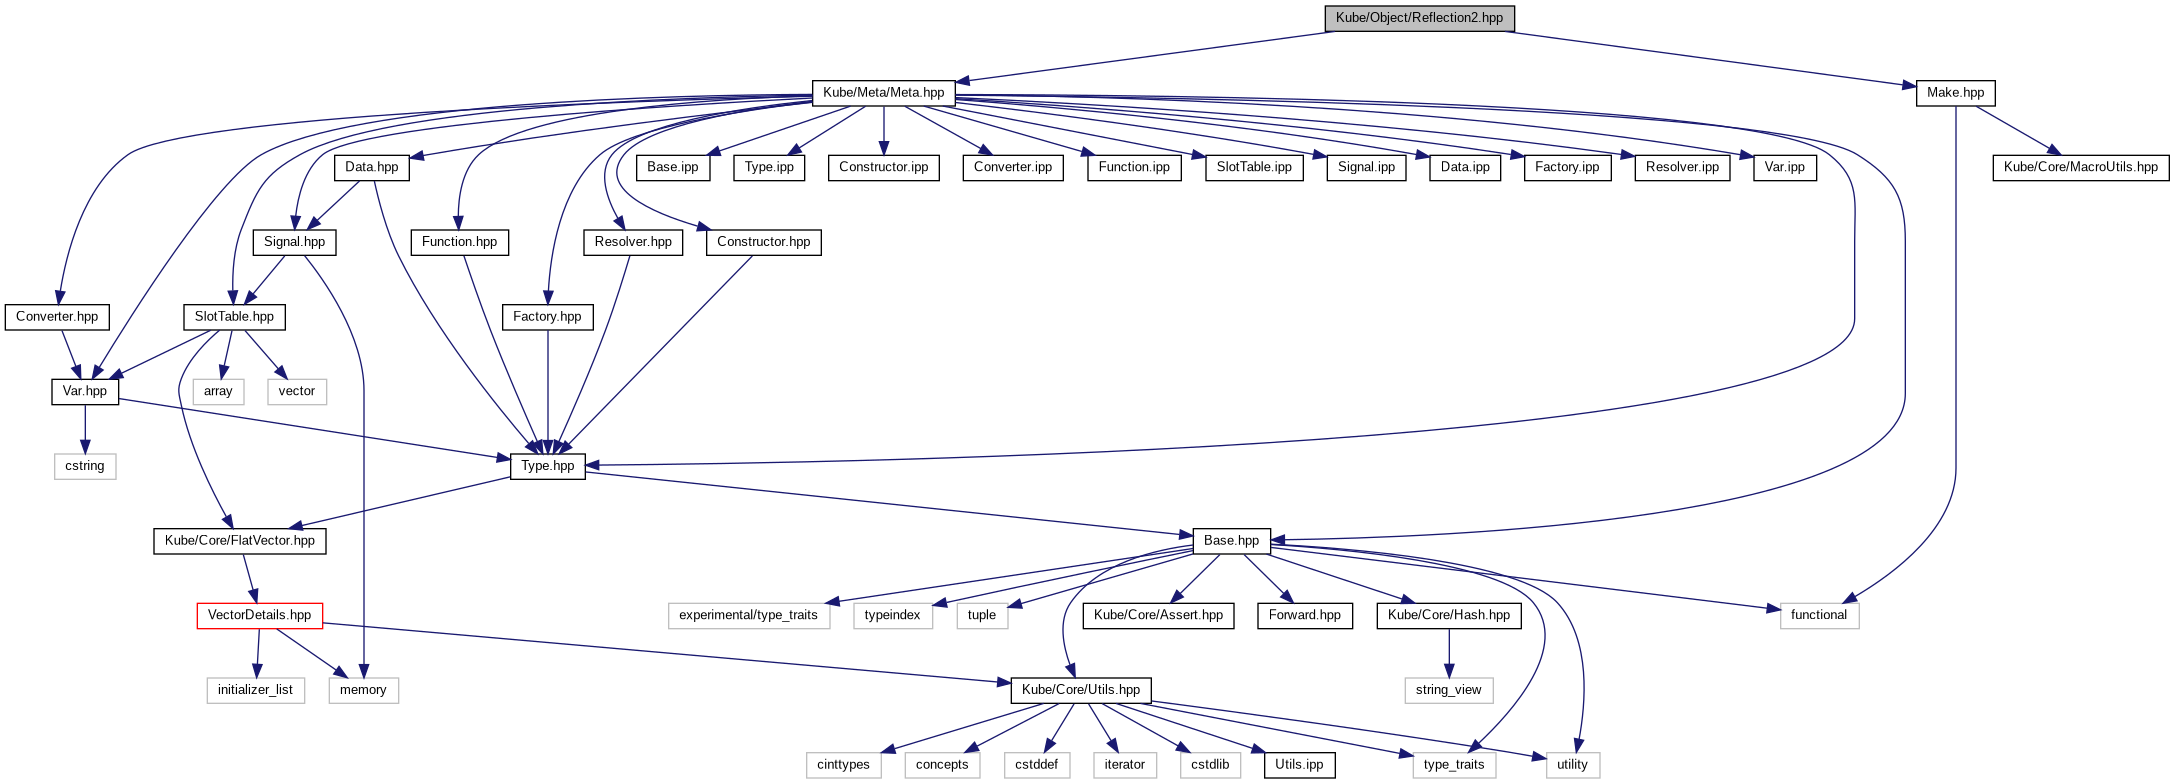 Kube/Object/Reflection2.hpp
Kube/Meta/Meta.hpp
Make.hpp
Data.hpp
Base.ipp
Type.ipp
Constructor.ipp
Converter.ipp
Function.ipp
SlotTable.ipp
Signal.ipp
Data.ipp
Factory.ipp
Resolver.ipp
Var.ipp
Kube/Core/MacroUtils.hpp
Signal.hpp
Function.hpp
Resolver.hpp
Constructor.hpp
Converter.hpp
SlotTable.hpp
Factory.hpp
Var.hpp
array
vector
cstring
Type.hpp
Kube/Core/FlatVector.hpp
Base.hpp
VectorDetails.hpp
experimental/type_traits
typeindex
tuple
Kube/Core/Assert.hpp
Forward.hpp
Kube/Core/Hash.hpp
functional
initializer_list
memory
Kube/Core/Utils.hpp
string_view
cinttypes
concepts
cstddef
iterator
cstdlib
Utils.ipp
type_traits
utility